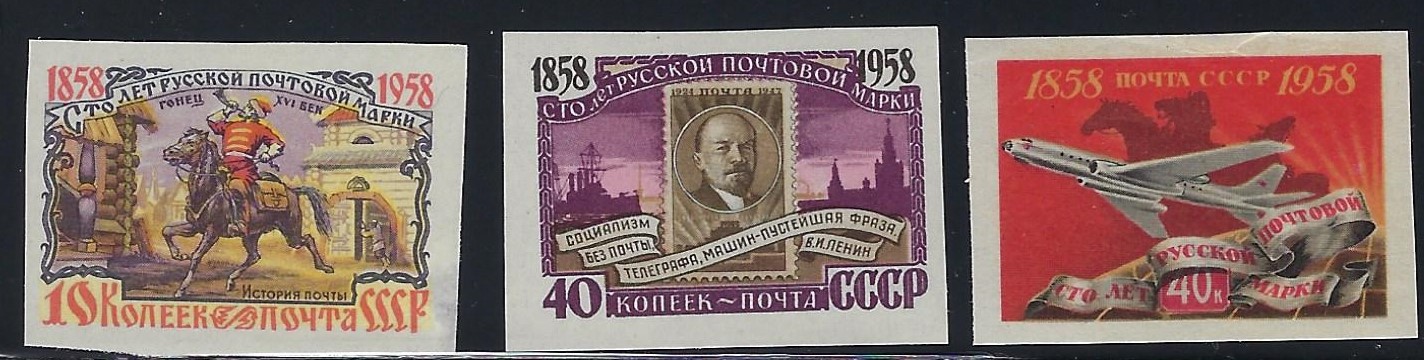 1858 1958
СТО ЛЕТ РУССКОЙ ПОЧТОВОЙ МАРКИ
ГОНЕЦ XVI ВЕК
История почты
10 КОПЕЕК ПОЧТА СССР
1858 1958
СТО ЛЕТ РУССКОЙ ПОЧТОВОЙ МАРКИ
1924 ПОЧТА 1947
СОЦИАЛИЗМ
БЕЗ ПОЧТЫ,
ТЕЛЕГРАФА, МАШИН-ПУСТЕЙШАЯ ФРАЗА,
В.И.ЛЕНИН
40 КОПЕЕК~ПОЧТА СССР
1858 ПОЧТА СССР 1958
СТО ЛЕТ РУССКОЙ ПОЧТОВОЙ МАРКИ
40 К